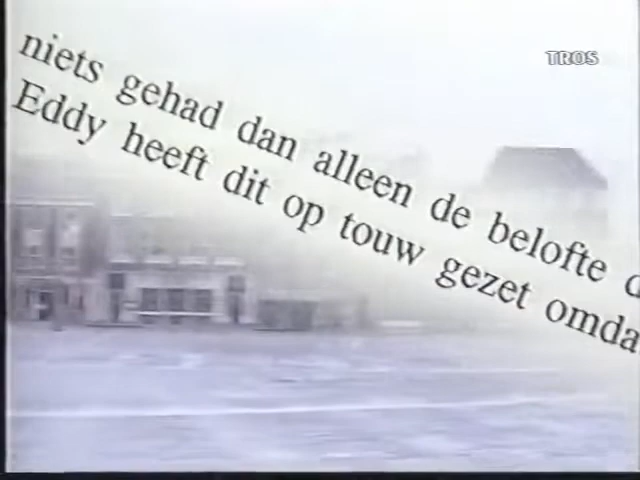 TROS
niets gehad dan alleen de belofte
Eddy heeft dit op touw gezet omda